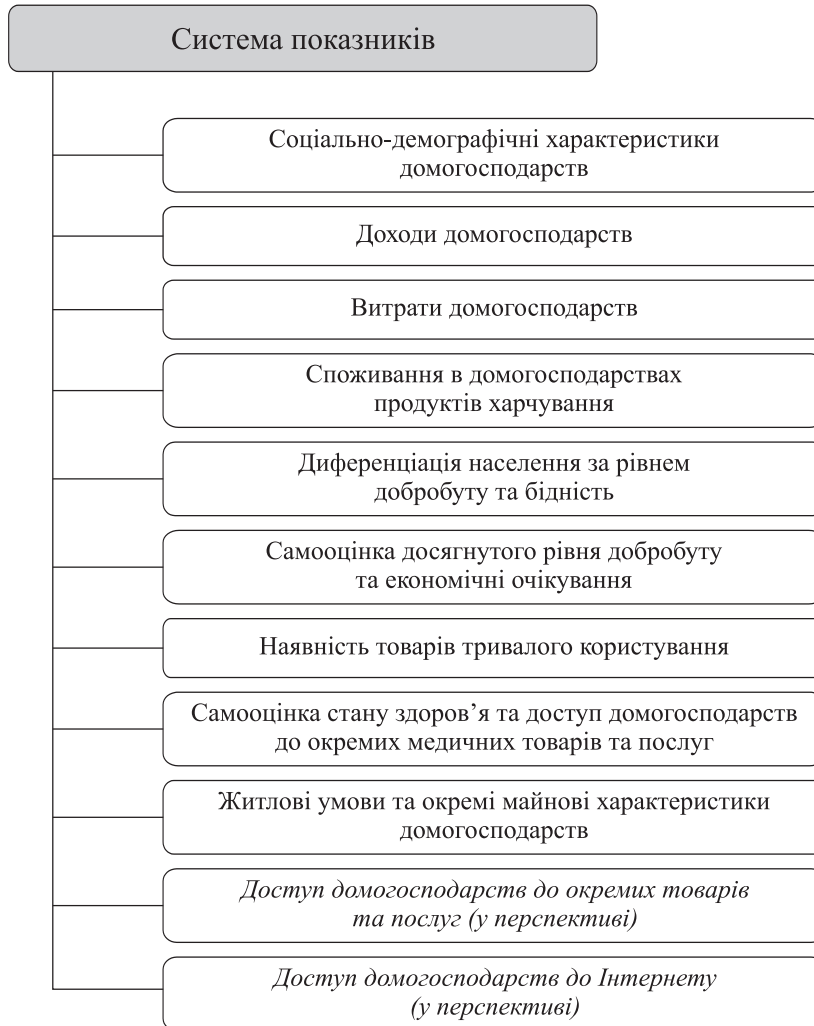 Система показників
Соціально-демографічні характеристики
домогосподарств
Доходи домогосподарств
Витрати домогосподарств
Споживання в домогосподарствах
продуктів харчування
Диференціація населення за рівнем
добробуту та бідність
Самооцінка досягнутого рівня добробуту
та економічні очікування
Наявність товарів тривалого користування
Самооцінка стану здоров’я та доступ домогосподарств
до окремих медичних товарів та послуг
Житлові умови та окремі майнові характеристики
домогосподарств
Доступ домогосподарств до окремих товарів
та послуг (у перспективі)
Доступ домогосподарств до Інтернету
(у перспективі)